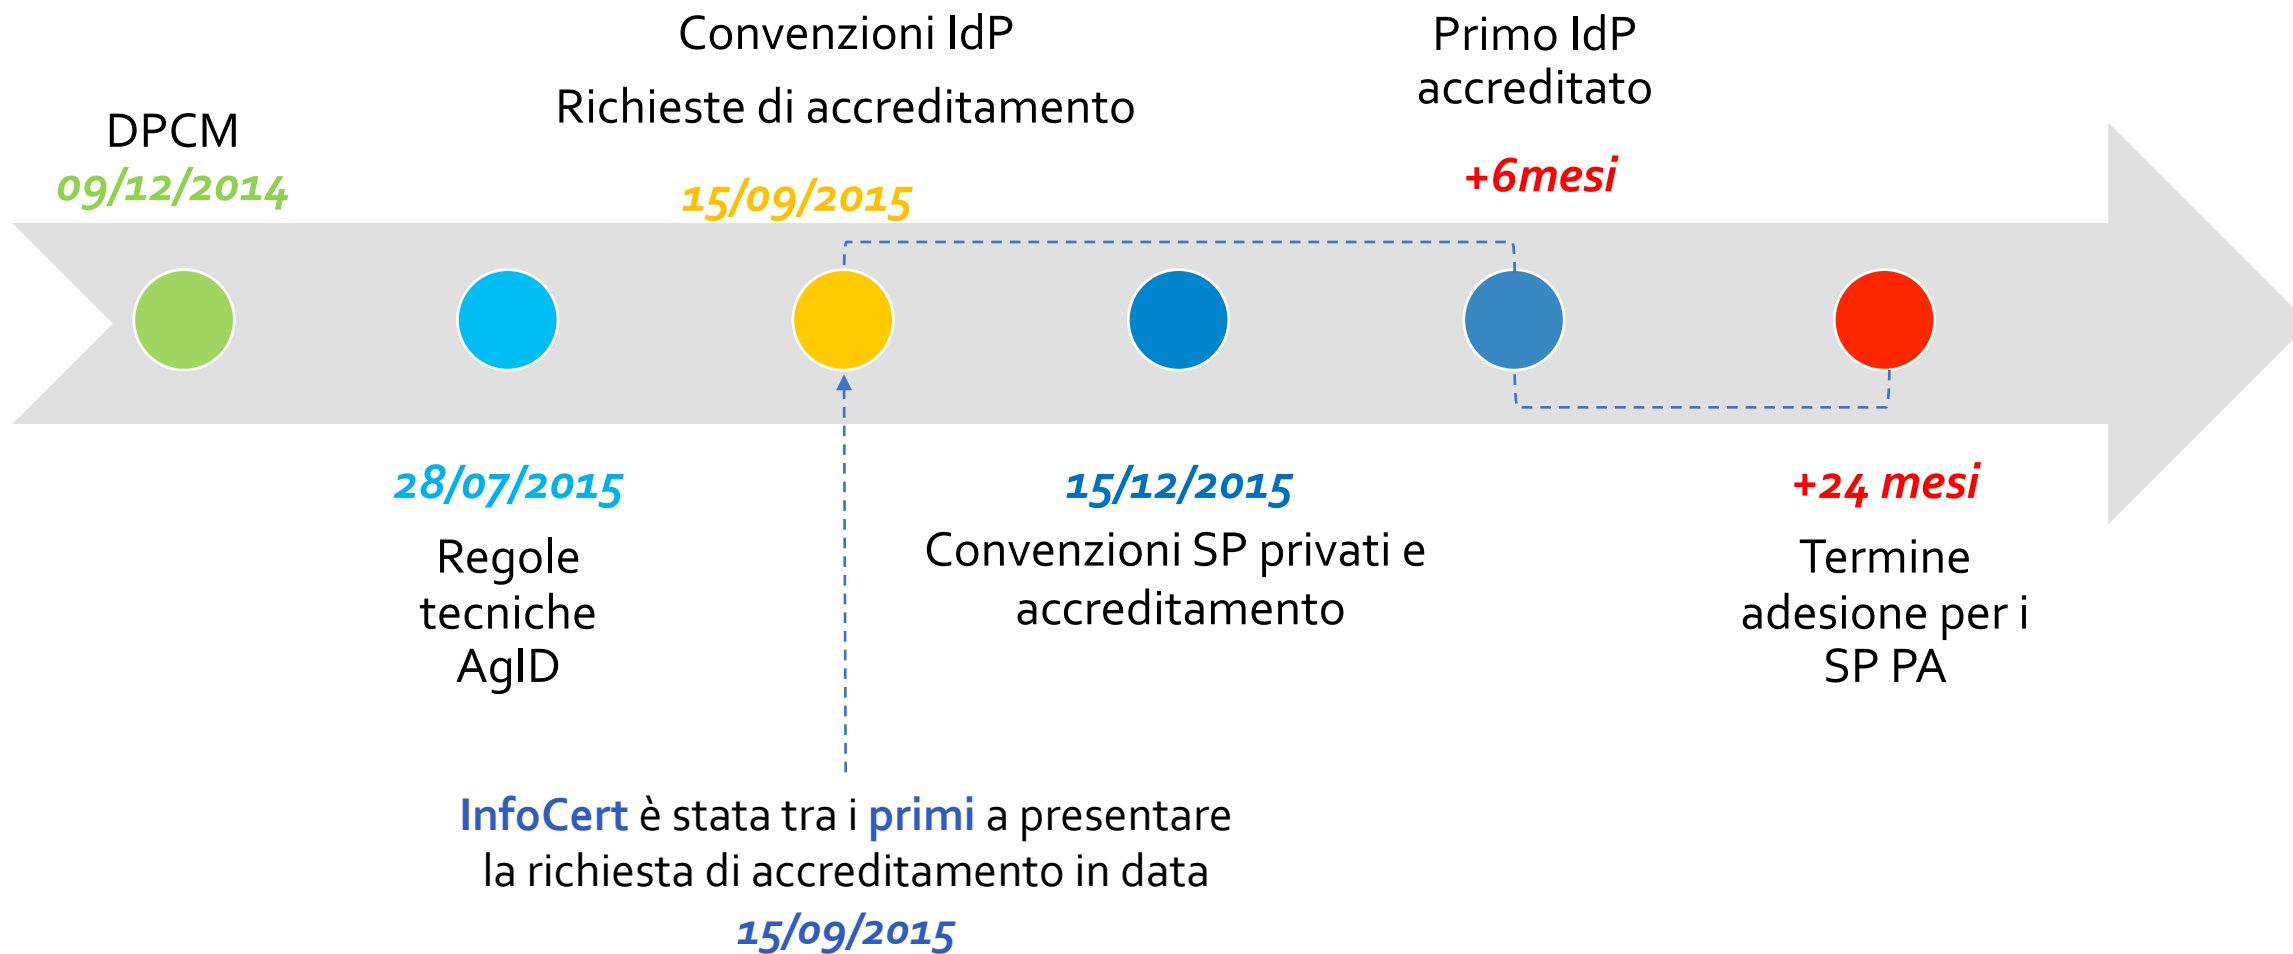 DPCM
09/12/2014
28/07/2015
Regole
tecniche
AgID
Convenzioni IdP
Richieste di accreditamento
15/09/2015
15/12/2015
Convenzioni SP privati e
accreditamento
Primo IdP
accreditato
+6mesi
+24 mesi
Termine
adesione per i
SP PA
InfoCert è stata tra i primi a presentare
la richiesta di accreditamento in data
15/09/2015